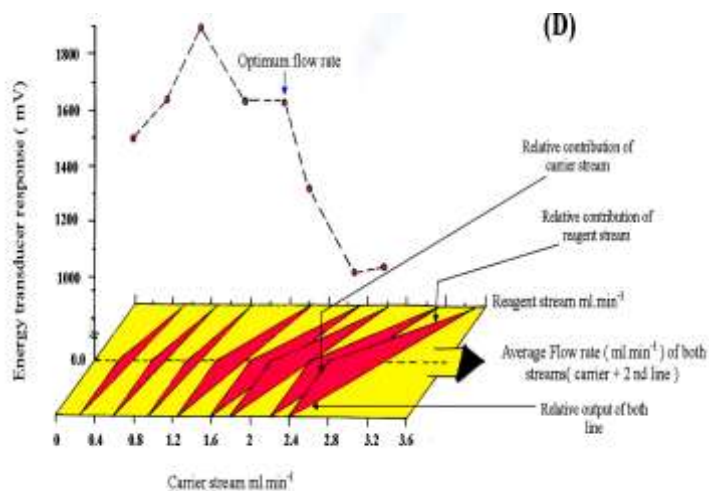 (D)
Energy transducer response ( mV)
1800
1600
1400
1200
1000
0.0
Optimum flow rate
Relative contribution of
carrier stream
Relative contribution of
reagent stream
Reagent stream ml.min⁻¹
Average Flow rate ( ml.min⁻¹ ) of both
streams( carrier + 2 nd line )
Relative output of both
line
0 0.4 0.8 1.2 1.6 2 2.4 2.8 3.2 3.6
Carrier stream ml.min⁻¹